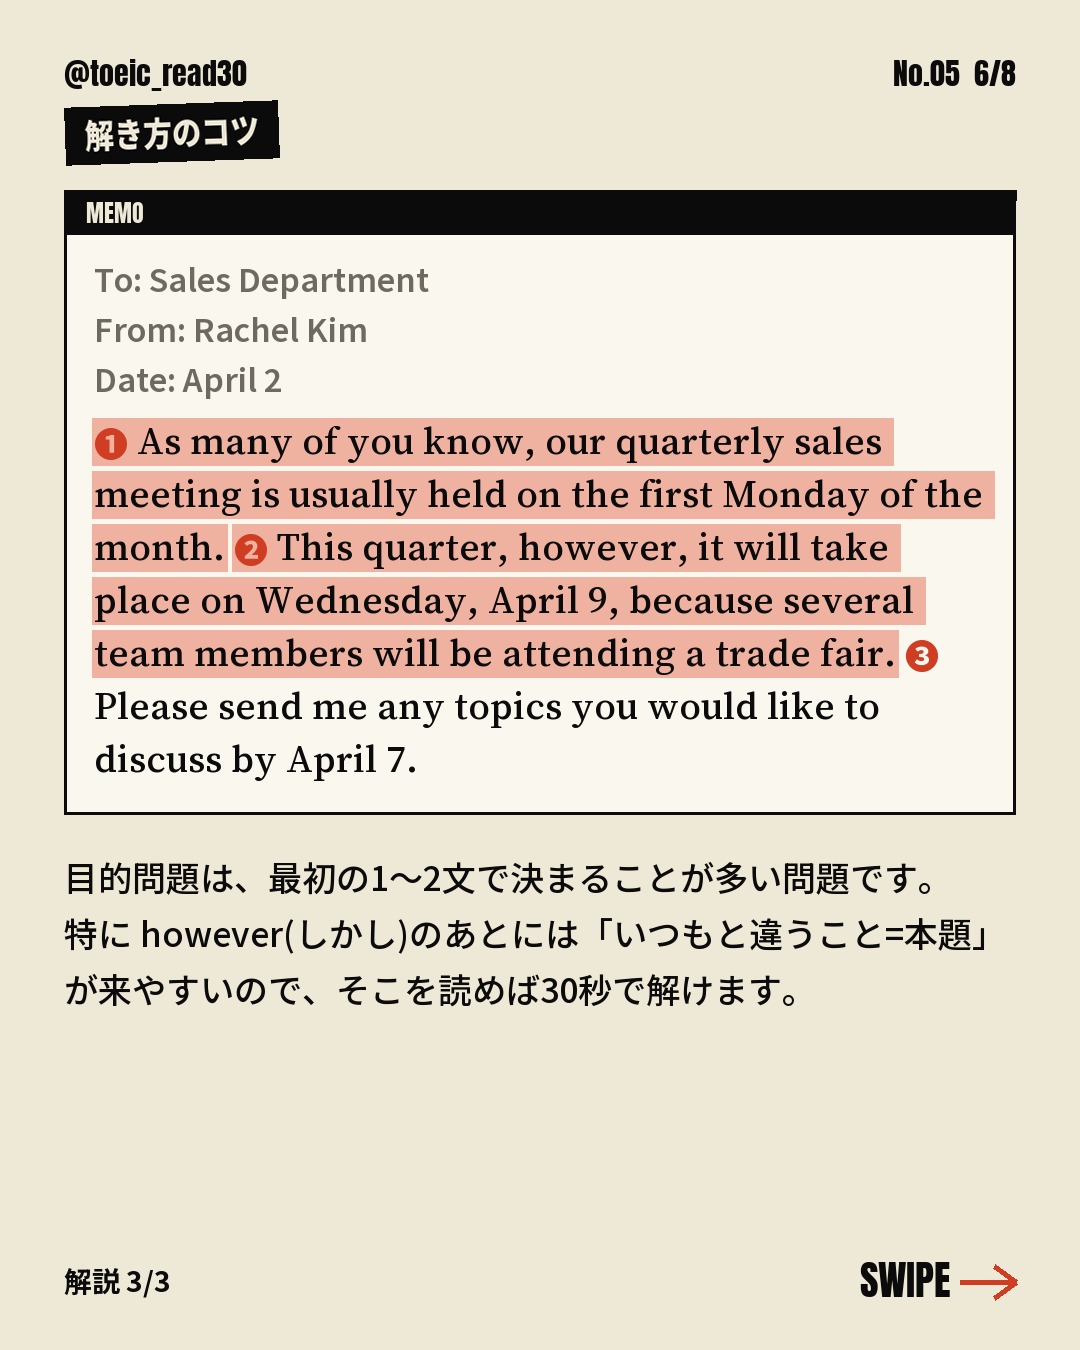 @toeic_read30
No.05 6/8
解き方のコツ
MEMO
To: Sales Department
From: Rachel Kim
Date: April 2
❶ As many of you know, our quarterly sales
meeting is usually held on the first Monday of the
month. ❷ This quarter, however, it will take
place on Wednesday, April 9, because several
team members will be attending a trade fair. ❸
Please send me any topics you would like to
discuss by April 7.
目的問題は、最初の1〜2文で決まることが多い問題です。
特に however(しかし)のあとには「いつもと違うこと=本題」
が来やすいので、そこを読めば30秒で解けます。
解説 3/3
SWIPE →